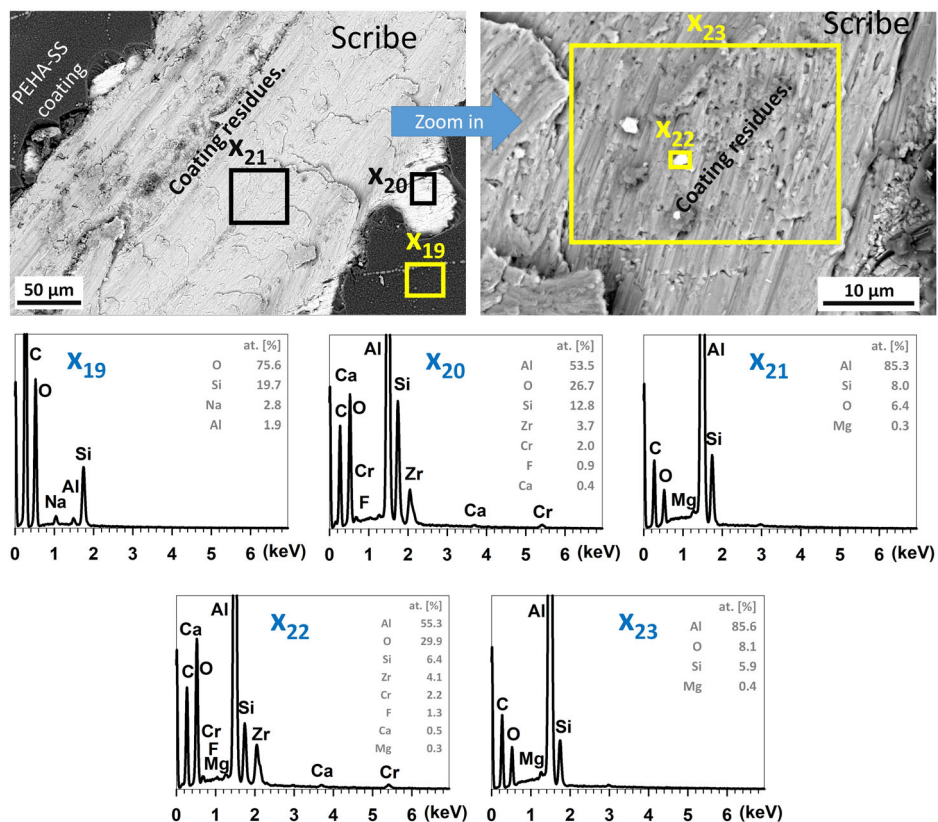 PEHA-SS
coating
Scribe
Coating residues.
X21
X20
X19
50 µm
Zoom in
X23
Scribe
X22
Coating residues.
10 µm
X19
at. [%]
O 75.6
Si 19.7
Na 2.8
Al 1.9
C
O
Na
Al
Si
0 1 2 3 4 5 6 (keV)
X20
at. [%]
Al 53.5
O 26.7
Si 12.8
Zr 3.7
Cr 2.0
F 0.9
Ca 0.4
Al
Ca
C
O
Si
Cr
F
Zr
Ca
Cr
0 1 2 3 4 5 6 (keV)
X21
at. [%]
Al 85.3
Si 8.0
O 6.4
Mg 0.3
Al
C
O
Mg
Si
0 1 2 3 4 5 6 (keV)
X22
at. [%]
Al 55.3
O 29.9
Si 6.4
Zr 4.1
Cr 2.2
F 1.3
Ca 0.5
Mg 0.3
Al
Ca
C
O
Cr
F
Mg
Si
Zr
Ca
Cr
0 1 2 3 4 5 6 (keV)
X23
at. [%]
Al 85.6
O 8.1
Si 5.9
Mg 0.4
Al
C
O
Mg
Si
0 1 2 3 4 5 6 (keV)